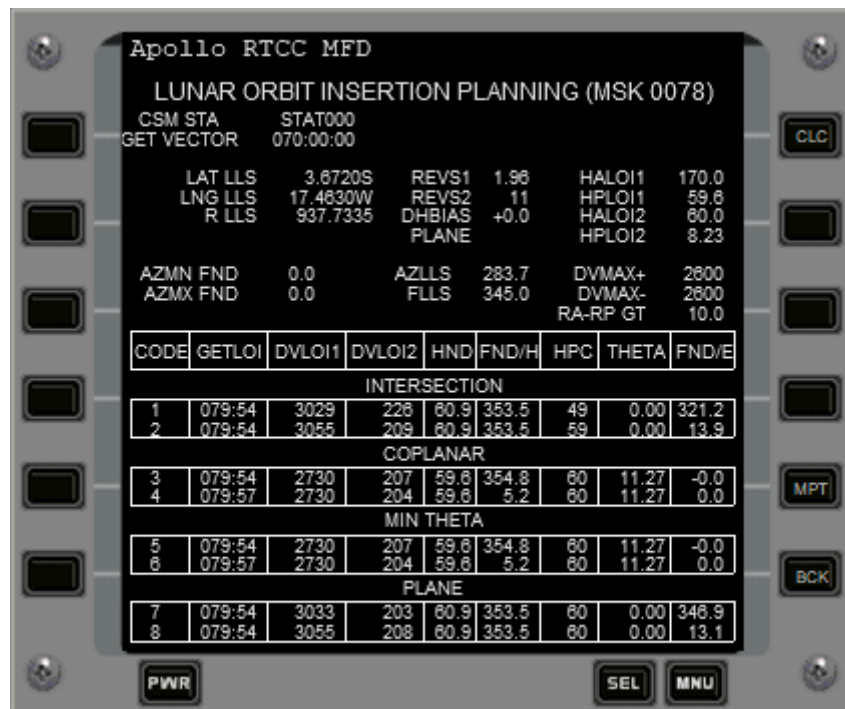 Apollo RTCC MFD
LUNAR ORBIT INSERTION PLANNING (MSK 0078)
CSM STA STAT000
GET VECTOR 070:00:00
CLC
LAT LLS 3.6720S REVS1 1.96 HALOI1 170.0
LNG LLS 17.4630W REVS2 11 HPLOI1 59.6
R LLS 937.7335 DHBIAS +0.0 HALOI2 60.0
PLANE HPLOI2 8.23
AZMN FND 0.0 AZLLS 283.7 DVMAX+ 2600
AZMX FND 0.0 FLLS 345.0 DVMAX- 2600
RA-RP GT 10.0
CODE GETLOI DVLOI1 DVLOI2 HND FND/H HPC THETA FND/E
INTERSECTION
1 079:54 3029 226 60.9 353.5 49 0.00 321.2
2 079:54 3055 209 60.9 353.5 59 0.00 13.9
COPLANAR
3 079:54 2730 207 59.6 354.8 60 11.27 -0.0
4 079:57 2730 204 59.6 5.2 60 11.27 0.0
MPT
MIN THETA
5 079:54 2730 207 59.6 354.8 60 11.27 -0.0
6 079:57 2730 204 59.6 5.2 60 11.27 0.0
BCK
PLANE
7 079:54 3033 203 60.9 353.5 60 0.00 346.9
8 079:54 3055 208 60.9 353.5 60 0.00 13.1
PWR SEL MNU